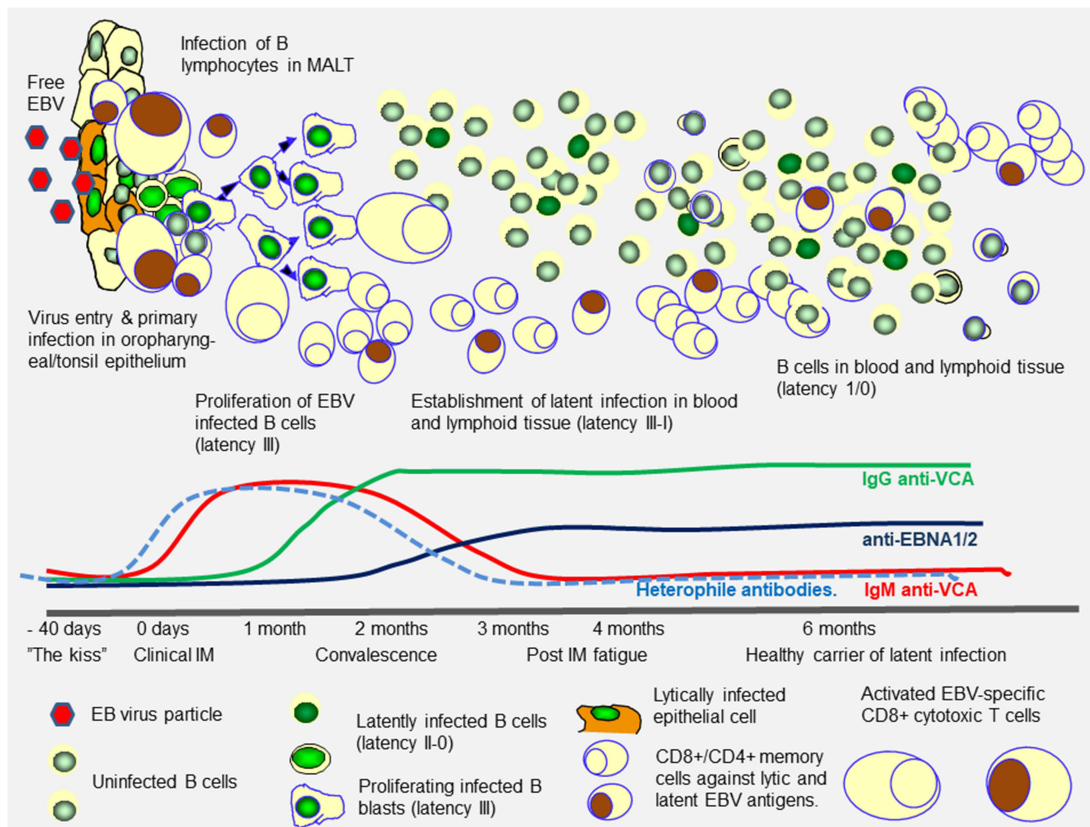 Infection of B
lymphocytes in MALT
Free
EBV
Virus entry & primary
infection in oropharyng-
eal/tonsil epithelium
Proliferation of EBV
infected B cells
(latency III)
Establishment of latent infection in blood
and lymphoid tissue (latency III-I)
B cells in blood and lymphoid tissue
(latency 1/0)
IgG anti-VCA
anti-EBNA1/2
Heterophile antibodies.
IgM anti-VCA
- 40 days
0 days
1 month
2 months
3 months
4 months
6 months
”The kiss”
Clinical IM
Convalescence
Post IM fatigue
Healthy carrier of latent infection
EB virus particle
Uninfected B cells
Latently infected B cells
(latency II-0)
Proliferating infected B
blasts (latency III)
Lytically infected
epithelial cell
CD8+/CD4+ memory
cells against lytic and
latent EBV antigens.
Activated EBV-specific
CD8+ cytotoxic T cells